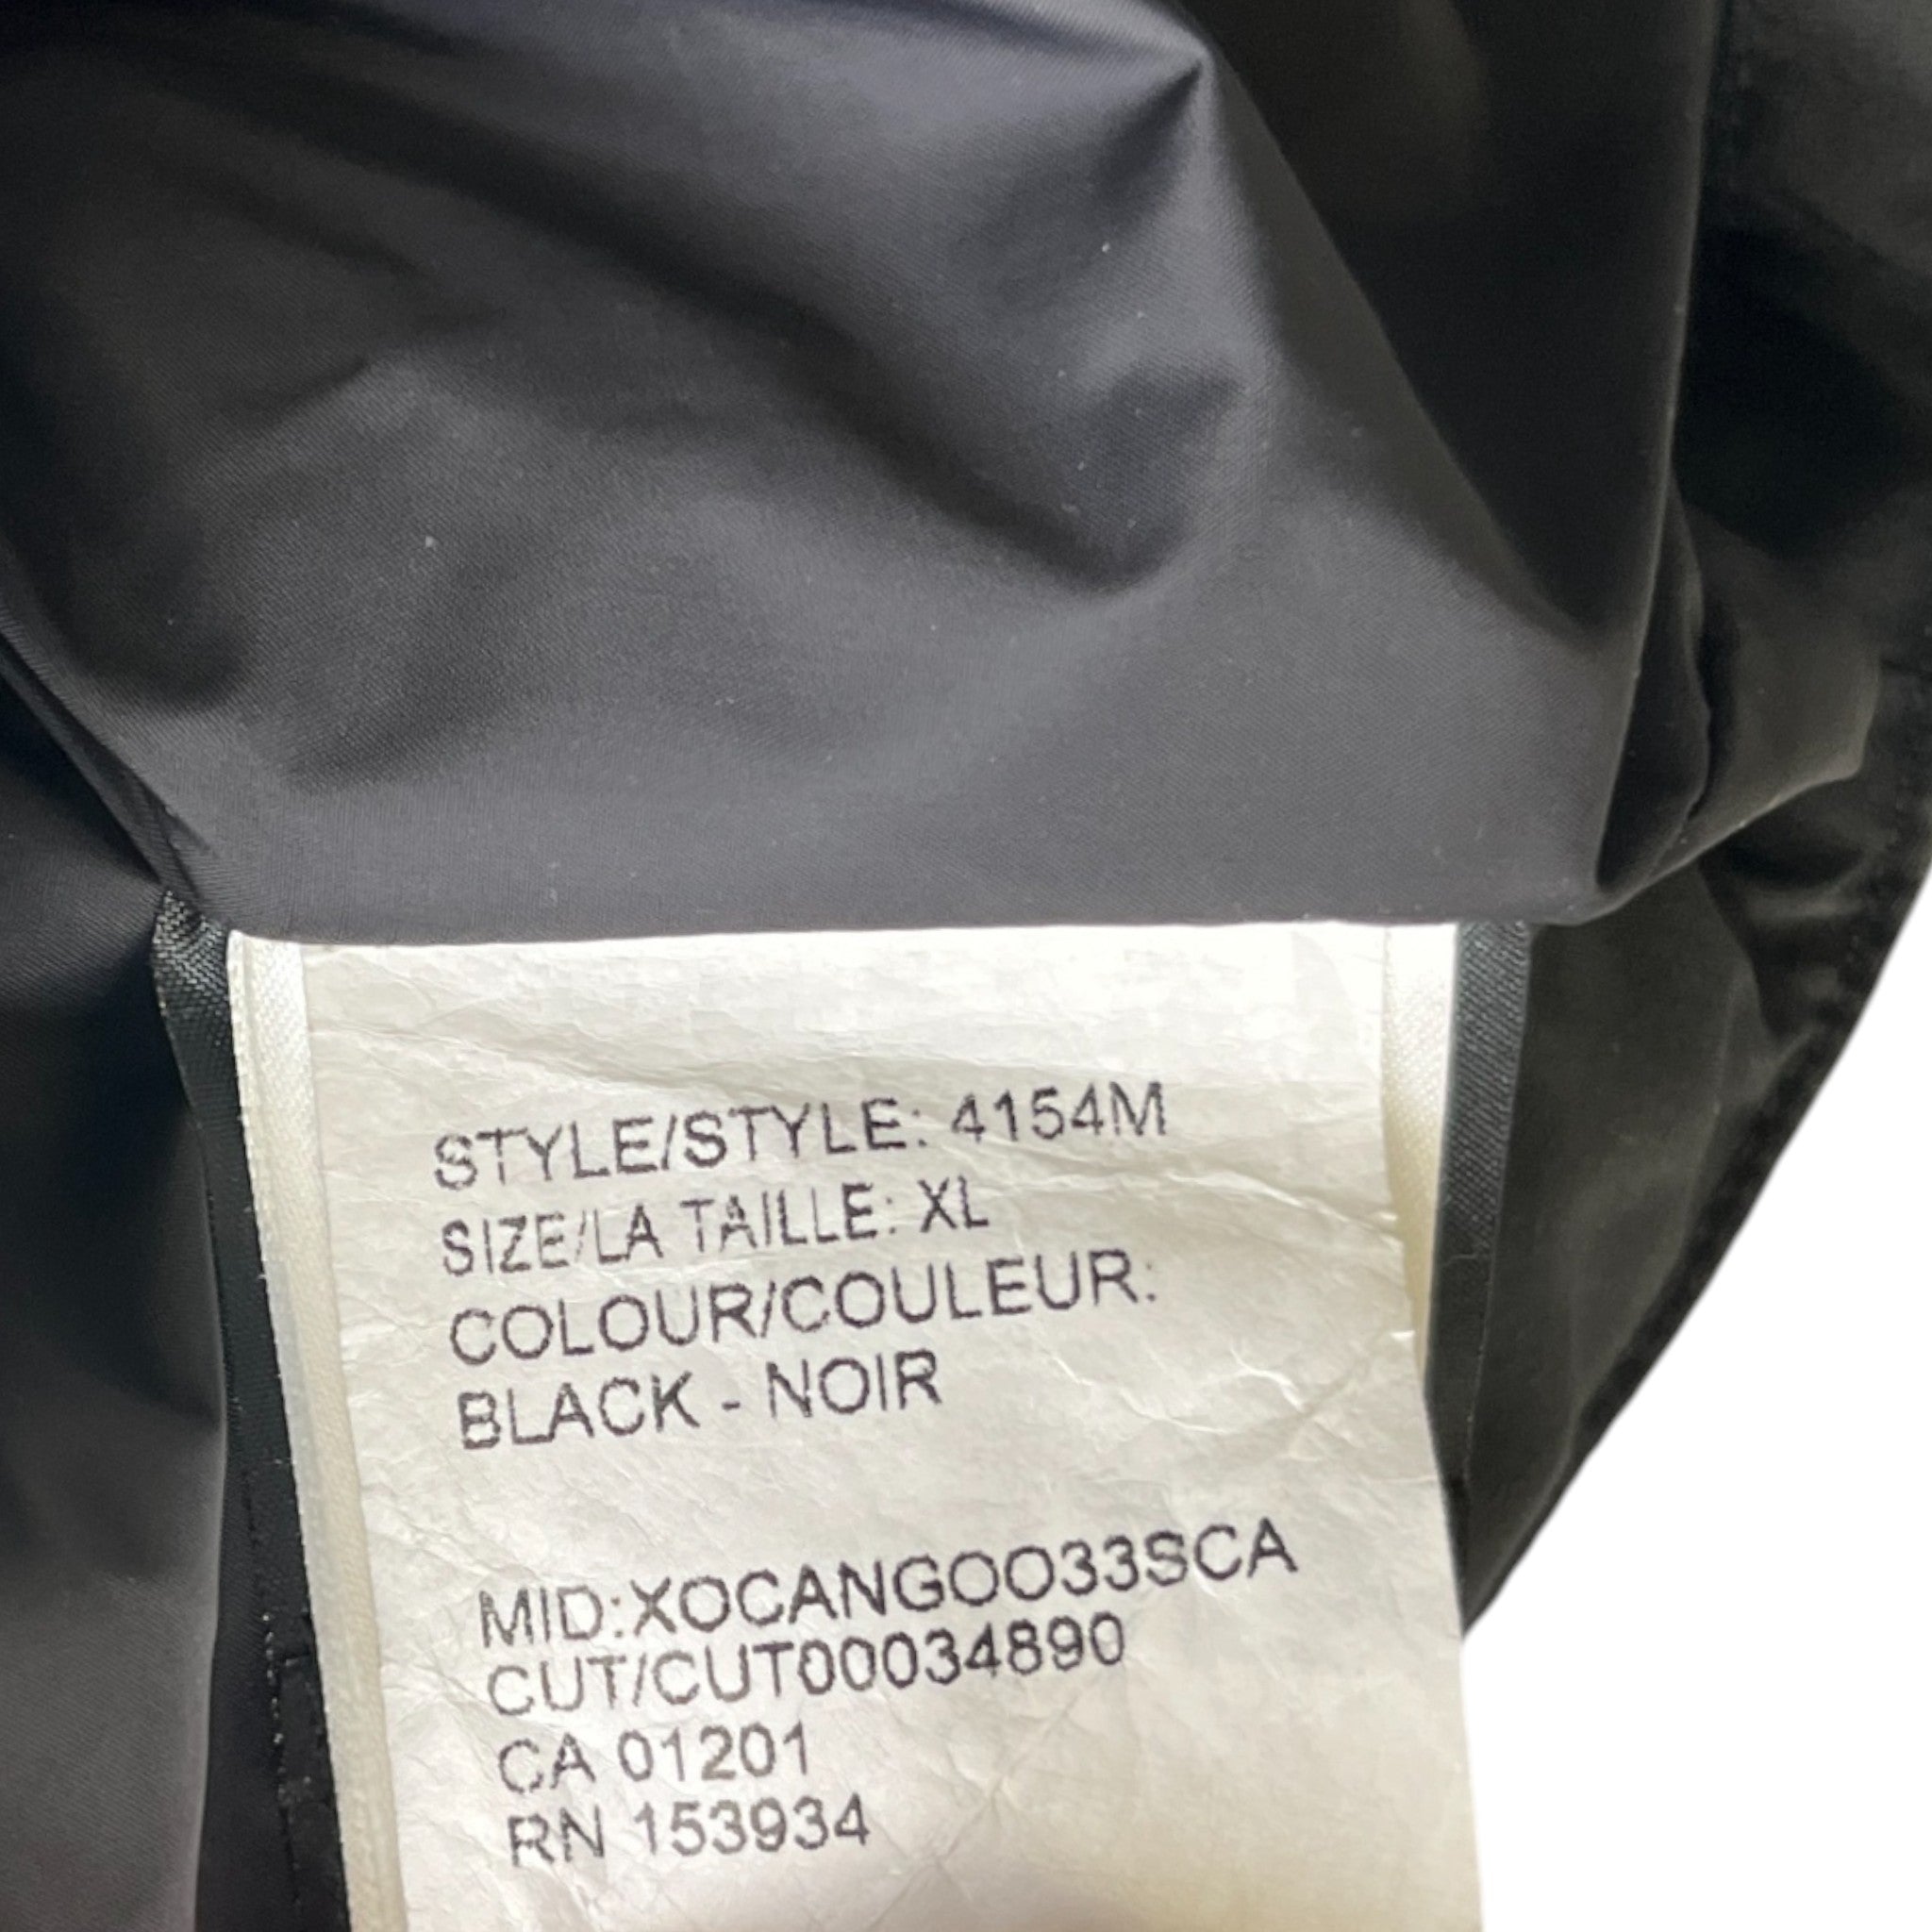 STYLE/STYLE: 4154M
SIZE/LA TAILLE: XL
COLOUR/COULEUR:
BLACK - NOIR
MID:XOCANGOO33SCA
CUT/CUT00034890
CA 01201
RN 153934